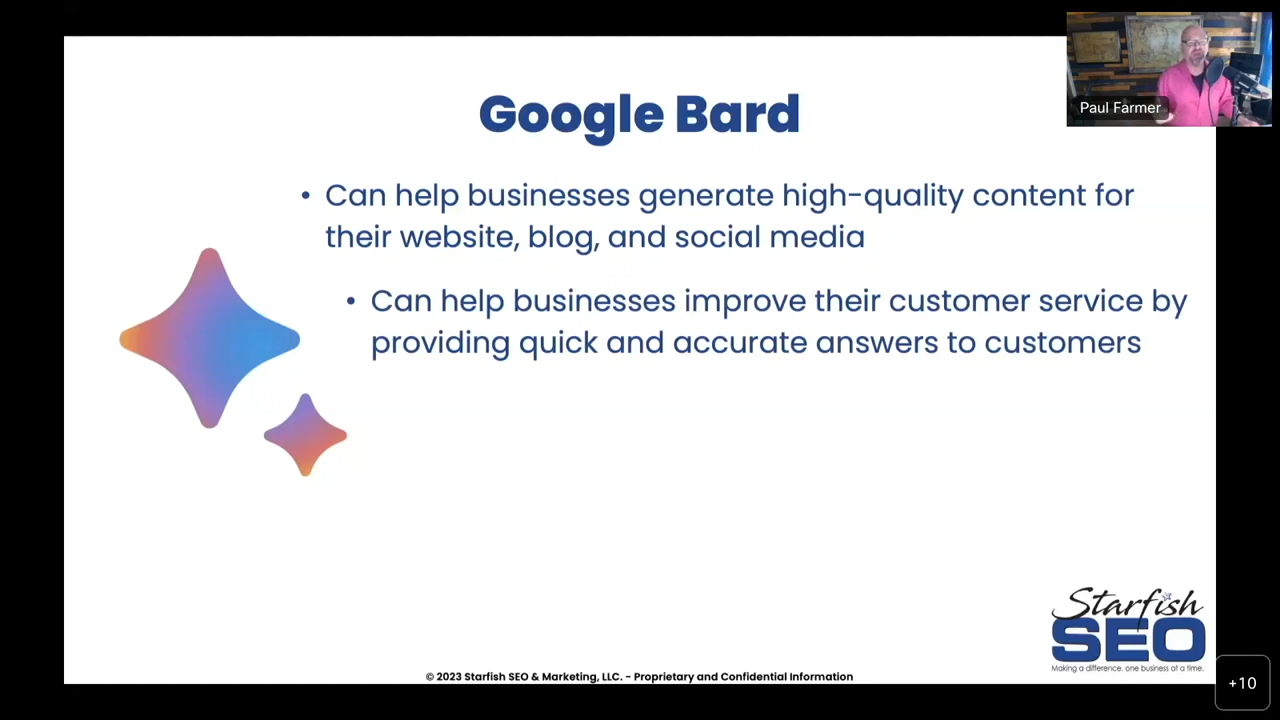 Google Bard
Paul Farmer
• Can help businesses generate high-quality content for
their website, blog, and social media
• Can help businesses improve their customer service by
providing quick and accurate answers to customers
Starfish
SEO
Making a difference, one business at a time.
© 2023 Starfish SEO & Marketing, LLC. - Proprietary and Confidential Information
+10